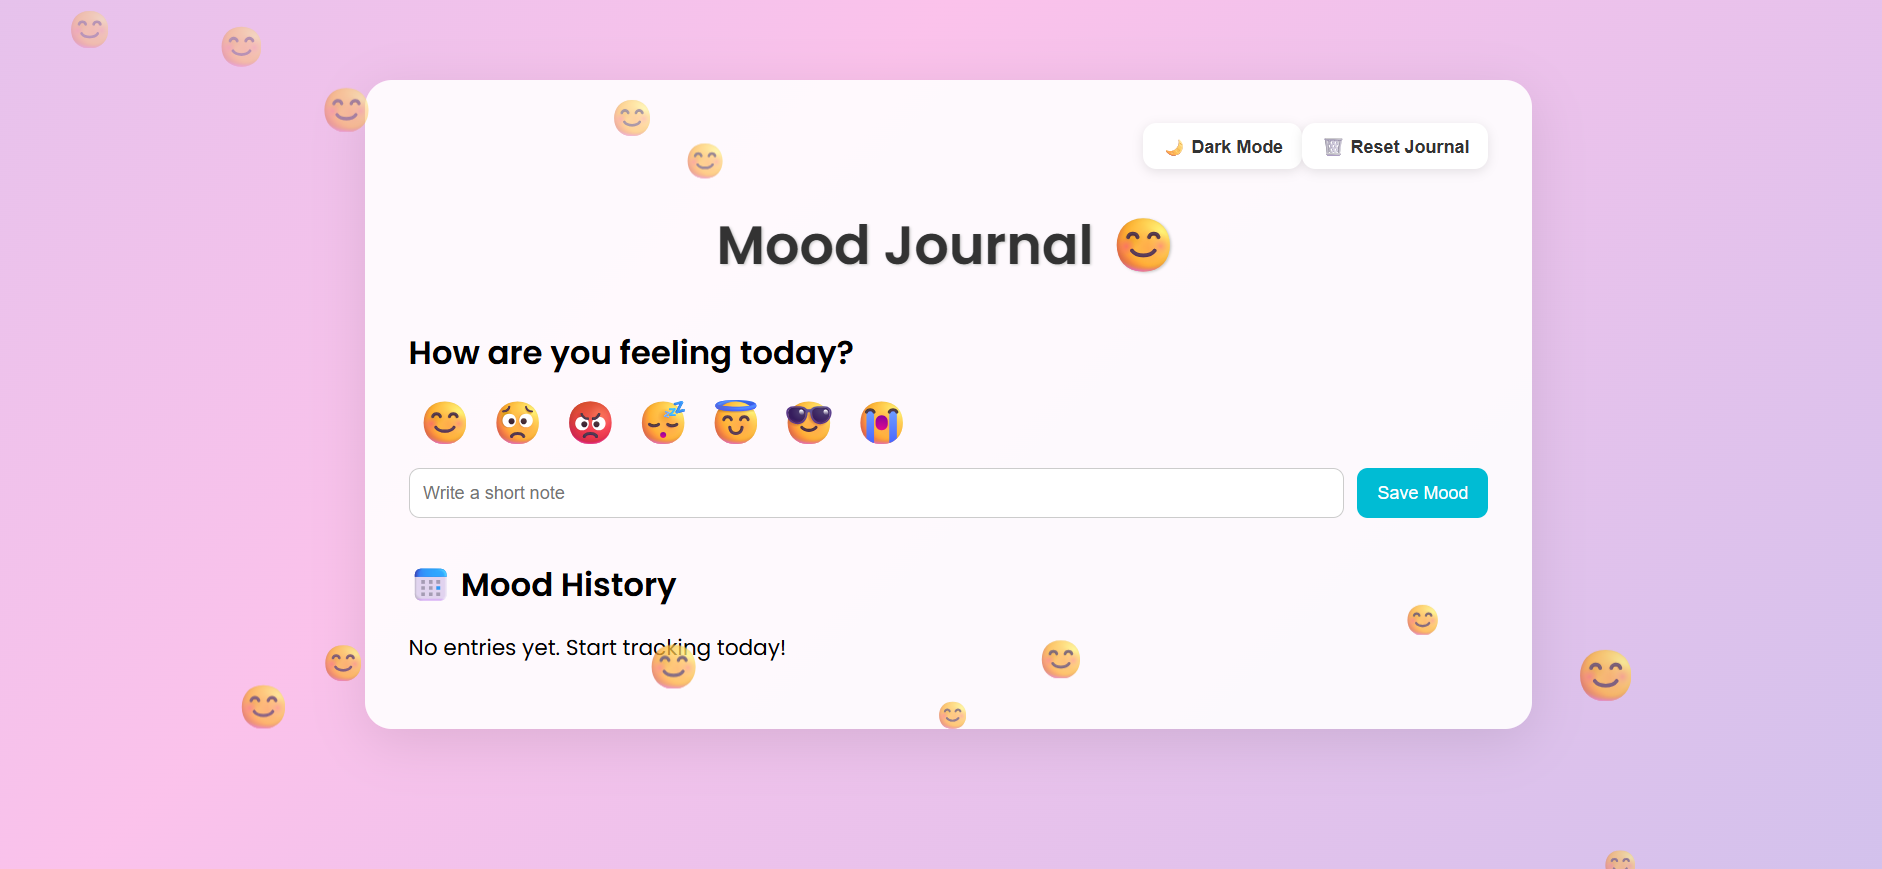 🌙 Dark Mode 🗑️ Reset Journal
Mood Journal 😊
How are you feeling today?
😊 😟 😡 😴 😇 😎 😭
Write a short note Save Mood
📅 Mood History
No entries yet. Start tracking today!